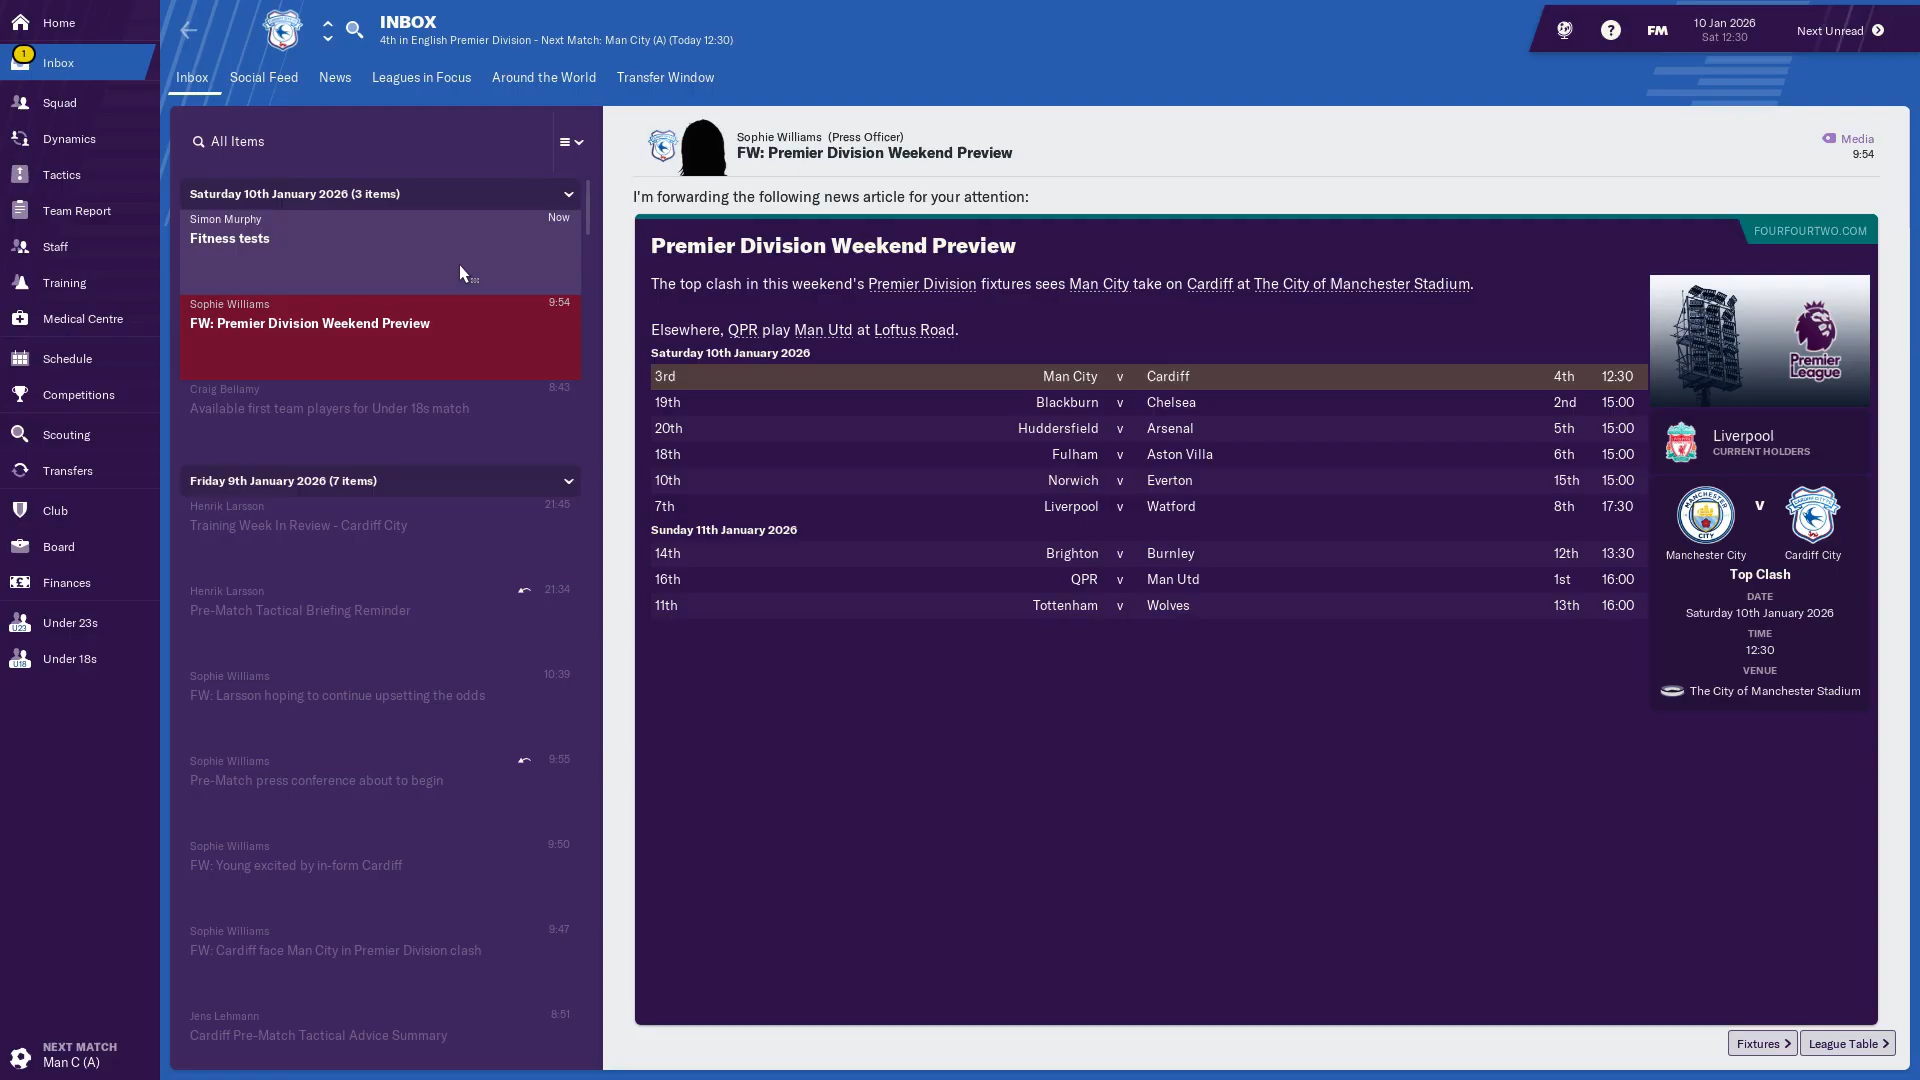 Home
1
Inbox
Squad
Dynamics
Tactics
Team Report
Staff
Training
Medical Centre
Schedule
Competitions
Scouting
Transfers
Club
Board
Finances
U23
Under 23s
U18
Under 18s
NEXT MATCH
Man C (A)
INBOX
4th in English Premier Division - Next Match: Man City (A) (Today 12:30)
? FM 10 Jan 2026
Sat 12:30
Next Unread
Inbox Social Feed News Leagues in Focus Around the World Transfer Window
All Items
Saturday 10th January 2026 (3 items)
Simon Murphy Now
Fitness tests
Sophie Williams 9:54
FW: Premier Division Weekend Preview
Craig Bellamy 8:43
Available first team players for Under 18s match
Friday 9th January 2026 (7 items)
Henrik Larsson 21:45
Training Week In Review - Cardiff City
Henrik Larsson 21:34
Pre-Match Tactical Briefing Reminder
Sophie Williams 10:39
FW: Larsson hoping to continue upsetting the odds
Sophie Williams 9:55
Pre-Match press conference about to begin
Sophie Williams 9:50
FW: Young excited by in-form Cardiff
Sophie Williams 9:47
FW: Cardiff face Man City in Premier Division clash
Jens Lehmann 8:51
Cardiff Pre-Match Tactical Advice Summary
Sophie Williams (Press Officer)
FW: Premier Division Weekend Preview
Media
9:54
I'm forwarding the following news article for your attention:
FOURFOURTWO.COM
Premier Division Weekend Preview
The top clash in this weekend's Premier Division fixtures sees Man City take on Cardiff at The City of Manchester Stadium.
Elsewhere, QPR play Man Utd at Loftus Road.
Saturday 10th January 2026
3rd Man City v Cardiff 4th 12:30
19th Blackburn v Chelsea 2nd 15:00
20th Huddersfield v Arsenal 5th 15:00
18th Fulham v Aston Villa 6th 15:00
10th Norwich v Everton 15th 15:00
7th Liverpool v Watford 8th 17:30
Sunday 11th January 2026
14th Brighton v Burnley 12th 13:30
16th QPR v Man Utd 1st 16:00
11th Tottenham v Wolves 13th 16:00
Premier
League
Liverpool
CURRENT HOLDERS
MANCHESTER
CITY
v
Manchester City Cardiff City
Top Clash
DATE
Saturday 10th January 2026
TIME
12:30
VENUE
The City of Manchester Stadium
Fixtures League Table